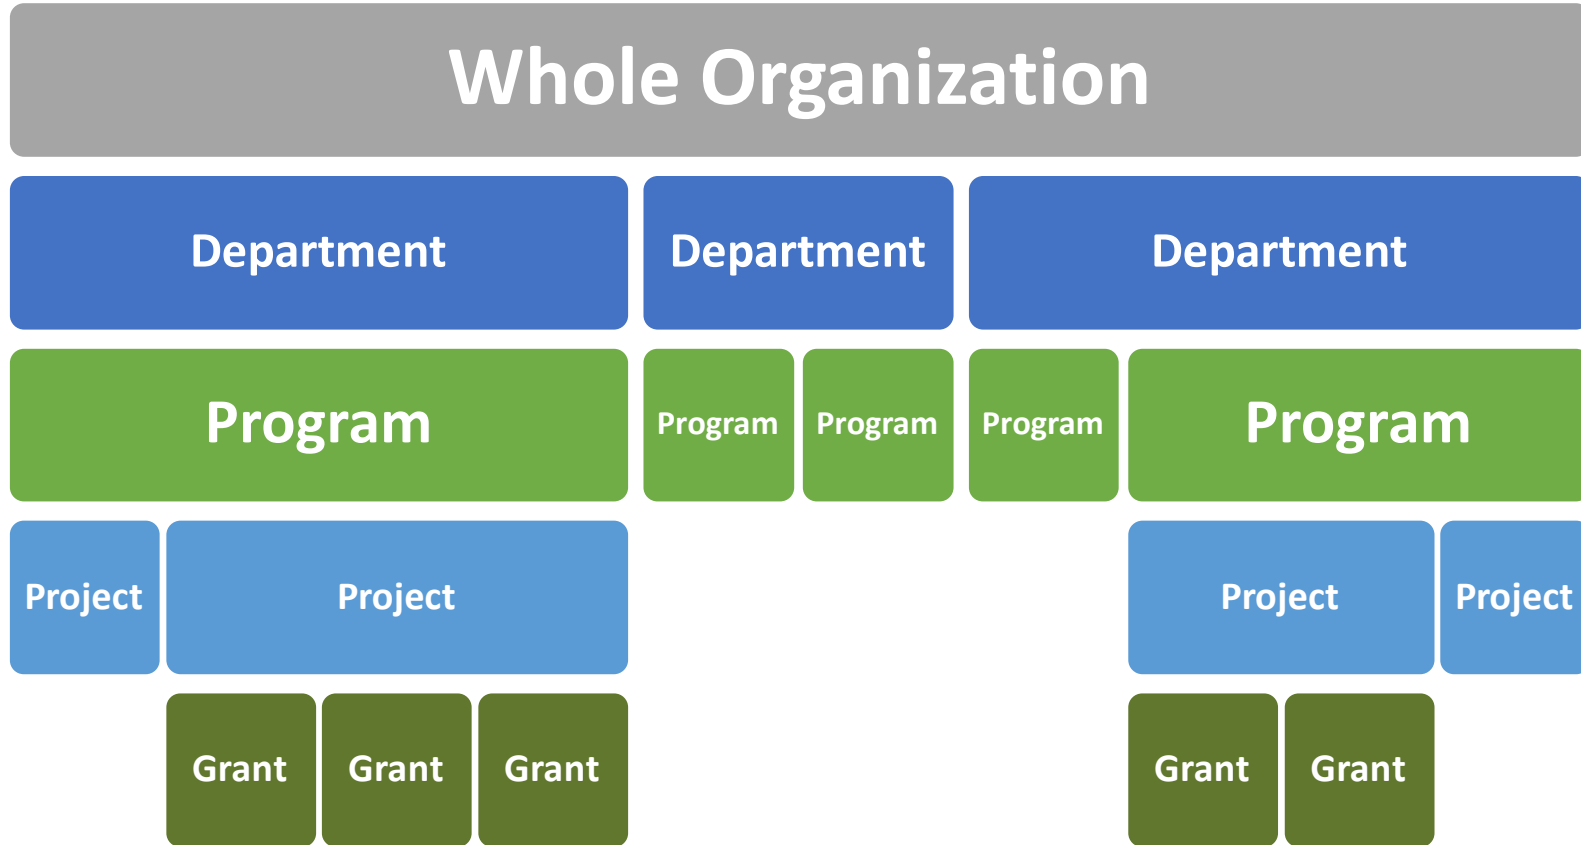 Whole Organization
Department
Department
Department
Program
Program
Program
Program
Program
Project
Project
Project
Project
Grant
Grant
Grant
Grant
Grant